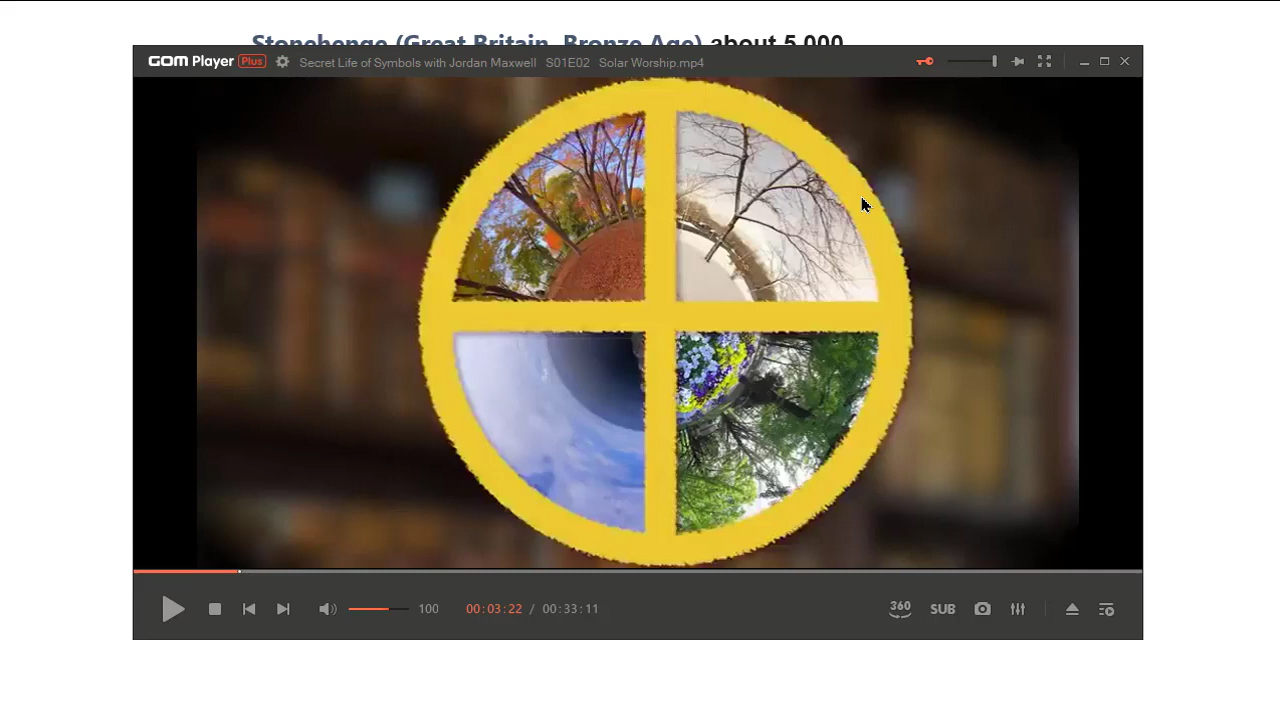 Stonehenge (Great Britain, Bronze Age) about 5,000
GOM Player Plus Secret Life of Symbols with Jordan Maxwell S01E02 Solar Worship.mp4
100 00:03:22 / 00:33:11 360 SUB